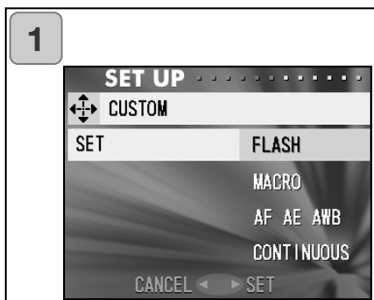 1
SET UP
CUSTOM
SET FLASH
MACRO
AF AE AWB
CONTINUOUS
CANCEL SET